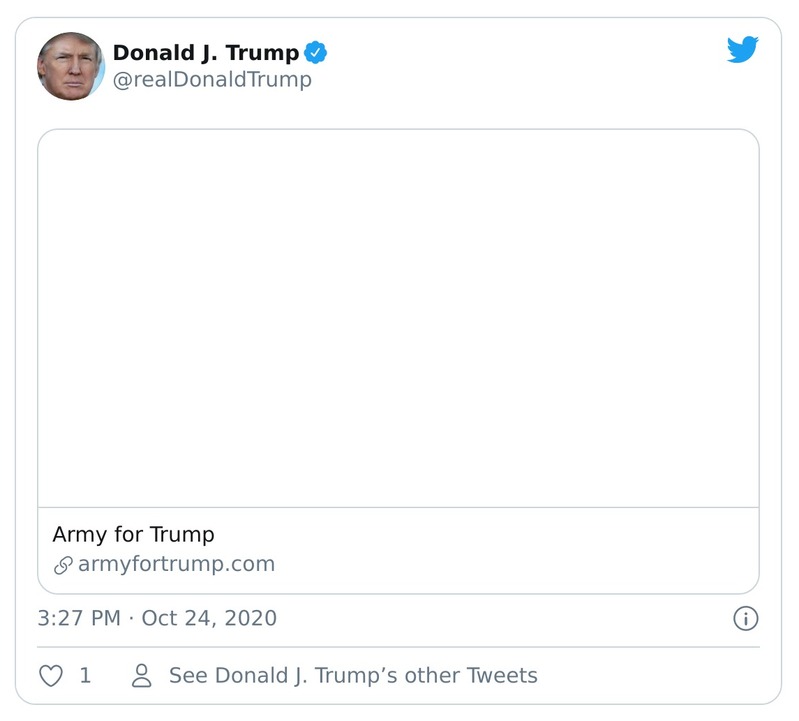 Donald J. Trump
@realDonaldTrump
Army for Trump
armyfortrump.com
3:27 PM · Oct 24, 2020
1
See Donald J. Trump’s other Tweets